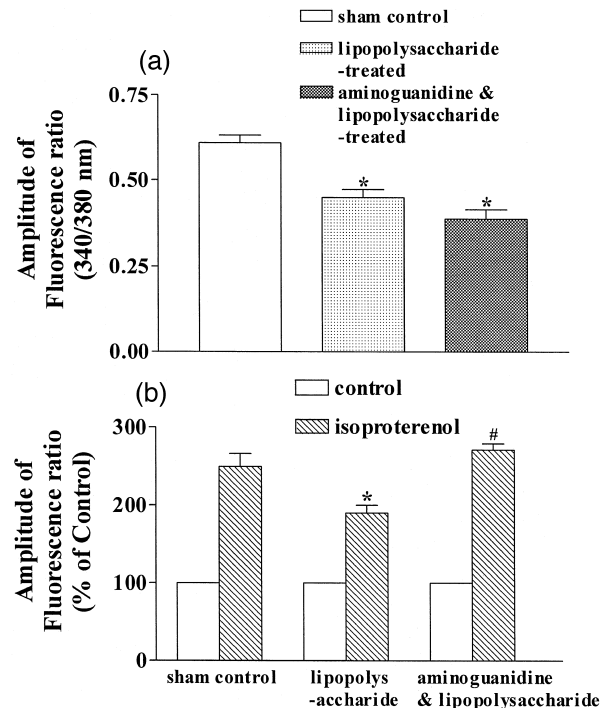 sham control
lipopolysaccharide
-treated
aminoguanidine &
lipopolysaccharide
-treated
(a)
Amplitude of
Fluorescence ratio
(340/380 nm)
0.75
0.50
0.25
0.00
*
*
(b)
control
isoproterenol
Amplitude of
Fluorescence ratio
(% of Control)
300
200
100
0
*
#
sham control
lipopolys
-accharide
aminoguanidine
& lipopolysaccharide